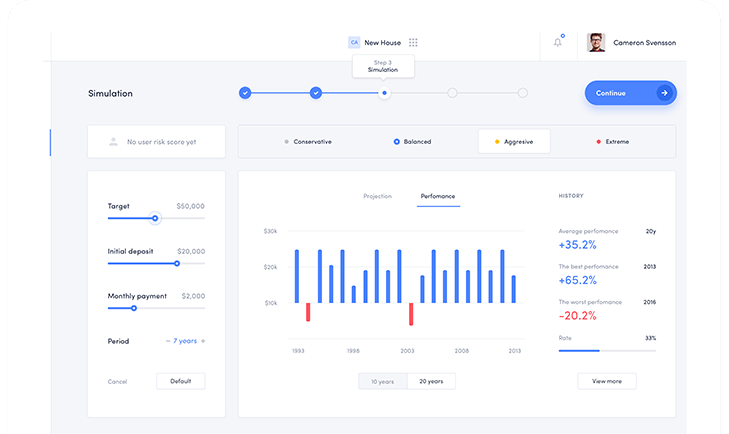 CA New House
Cameron Svensson
Step 3
Simulation
Simulation
Continue
No user risk score yet
Conservative
Balanced
Aggresive
Extreme
Target $50,000
Initial deposit $20,000
Monthly payment $2,000
Period − 7 years +
Cancel
Default
Projection
Perfomance
$30k
$20k
$10k
1993 1998 2003 2008 2013
10 years
20 years
HISTORY
Average perfomance 20y
+35.2%
The best perfomance 2013
+65.2%
The worst perfomance 2016
-20.2%
Rate 33%
View more